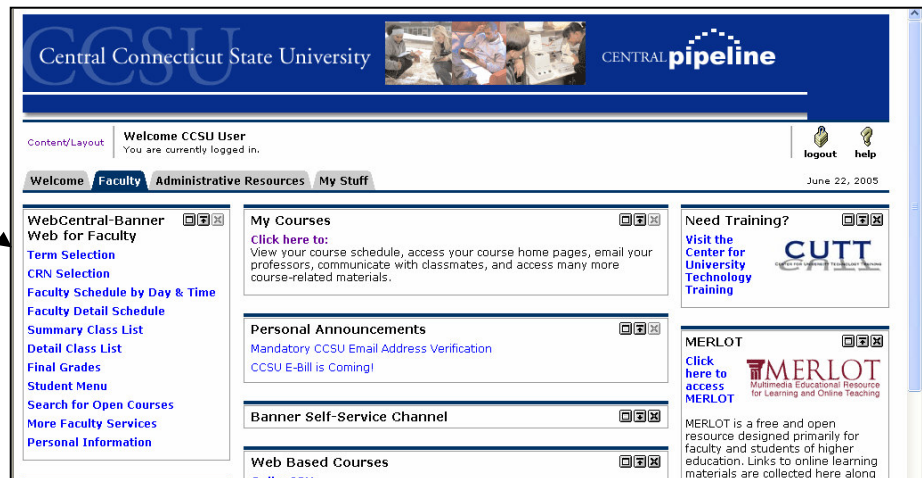 CCSU
Central Connecticut State University
CENTRAL pipeline
Content/Layout
Welcome CCSU User
You are currently logged in.
logout
help
Welcome
Faculty
Administrative Resources
My Stuff
June 22, 2005
WebCentral-Banner
Web for Faculty
Term Selection
CRN Selection
Faculty Schedule by Day & Time
Faculty Detail Schedule
Summary Class List
Detail Class List
Final Grades
Student Menu
Search for Open Courses
More Faculty Services
Personal Information
My Courses
Click here to:
View your course schedule, access your course home pages, email your
professors, communicate with classmates, and access many more
course-related materials.
Personal Announcements
Mandatory CCSU Email Address Verification
CCSU E-Bill is Coming!
Banner Self-Service Channel
Web Based Courses
Need Training?
Visit the
Center for
University
Technology
Training
CUTT
CENTER FOR UNIVERSITY TECHNOLOGY TRAINING
MERLOT
Click
here to
access
MERLOT
MERLOT
Multimedia Educational Resource
for Learning and Online Teaching
MERLOT is a free and open
resource designed primarily for
faculty and students of higher
education. Links to online learning
materials are collected here along